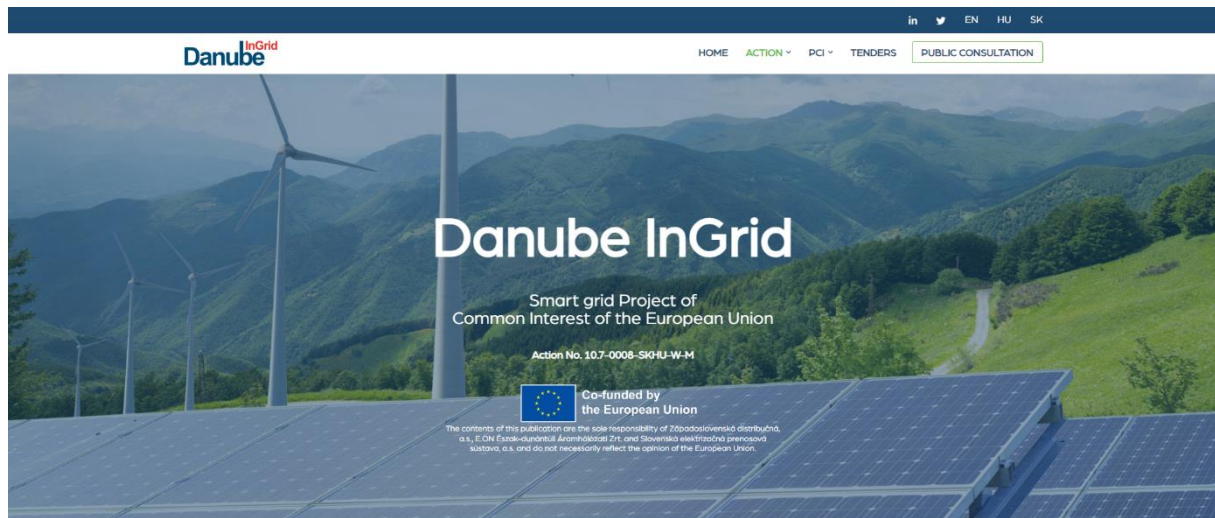 in EN HU SK
Danube InGrid
HOME ACTION PCI TENDERS PUBLIC CONSULTATION
Danube InGrid
Smart grid Project of
Common Interest of the European Union
Action No. 10.7-0008-SKHU-W-M
Co-funded by
the European Union
The contents of this publication are the sole responsibility of Západoslovenská distribučná,
a.s., E.ON Észak-dunántúli Áramhálózati Zrt. and Slovenská elektrizačná prenosová
sústava, a.s. and do not necessarily reflect the opinion of the European Union.